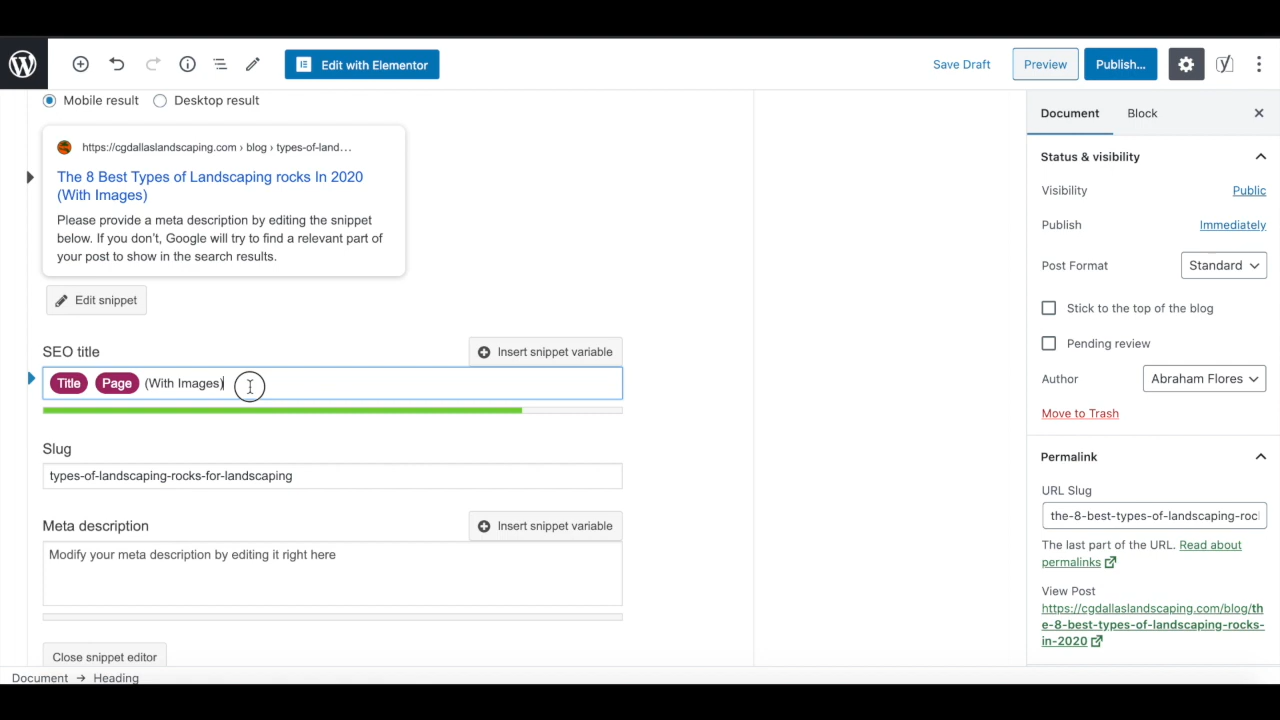 Edit with Elementor
Save Draft
Preview
Publish...
Mobile result
Desktop result
https://cgdallaslandscaping.com › blog › types-of-land…
The 8 Best Types of Landscaping rocks In 2020
(With Images)
Please provide a meta description by editing the snippet
below. If you don't, Google will try to find a relevant part of
your post to show in the search results.
Edit snippet
SEO title
Insert snippet variable
Title Page (With Images)
Slug
types-of-landscaping-rocks-for-landscaping
Meta description
Insert snippet variable
Modify your meta description by editing it right here
Close snippet editor
Document → Heading
Document
Block
Status & visibility
Visibility
Public
Publish
Immediately
Post Format
Standard
Stick to the top of the blog
Pending review
Author
Abraham Flores
Move to Trash
Permalink
URL Slug
the-8-best-types-of-landscaping-roc
The last part of the URL. Read about
permalinks
View Post
https://cgdallaslandscaping.com/blog/th
e-8-best-types-of-landscaping-rocks-
in-2020